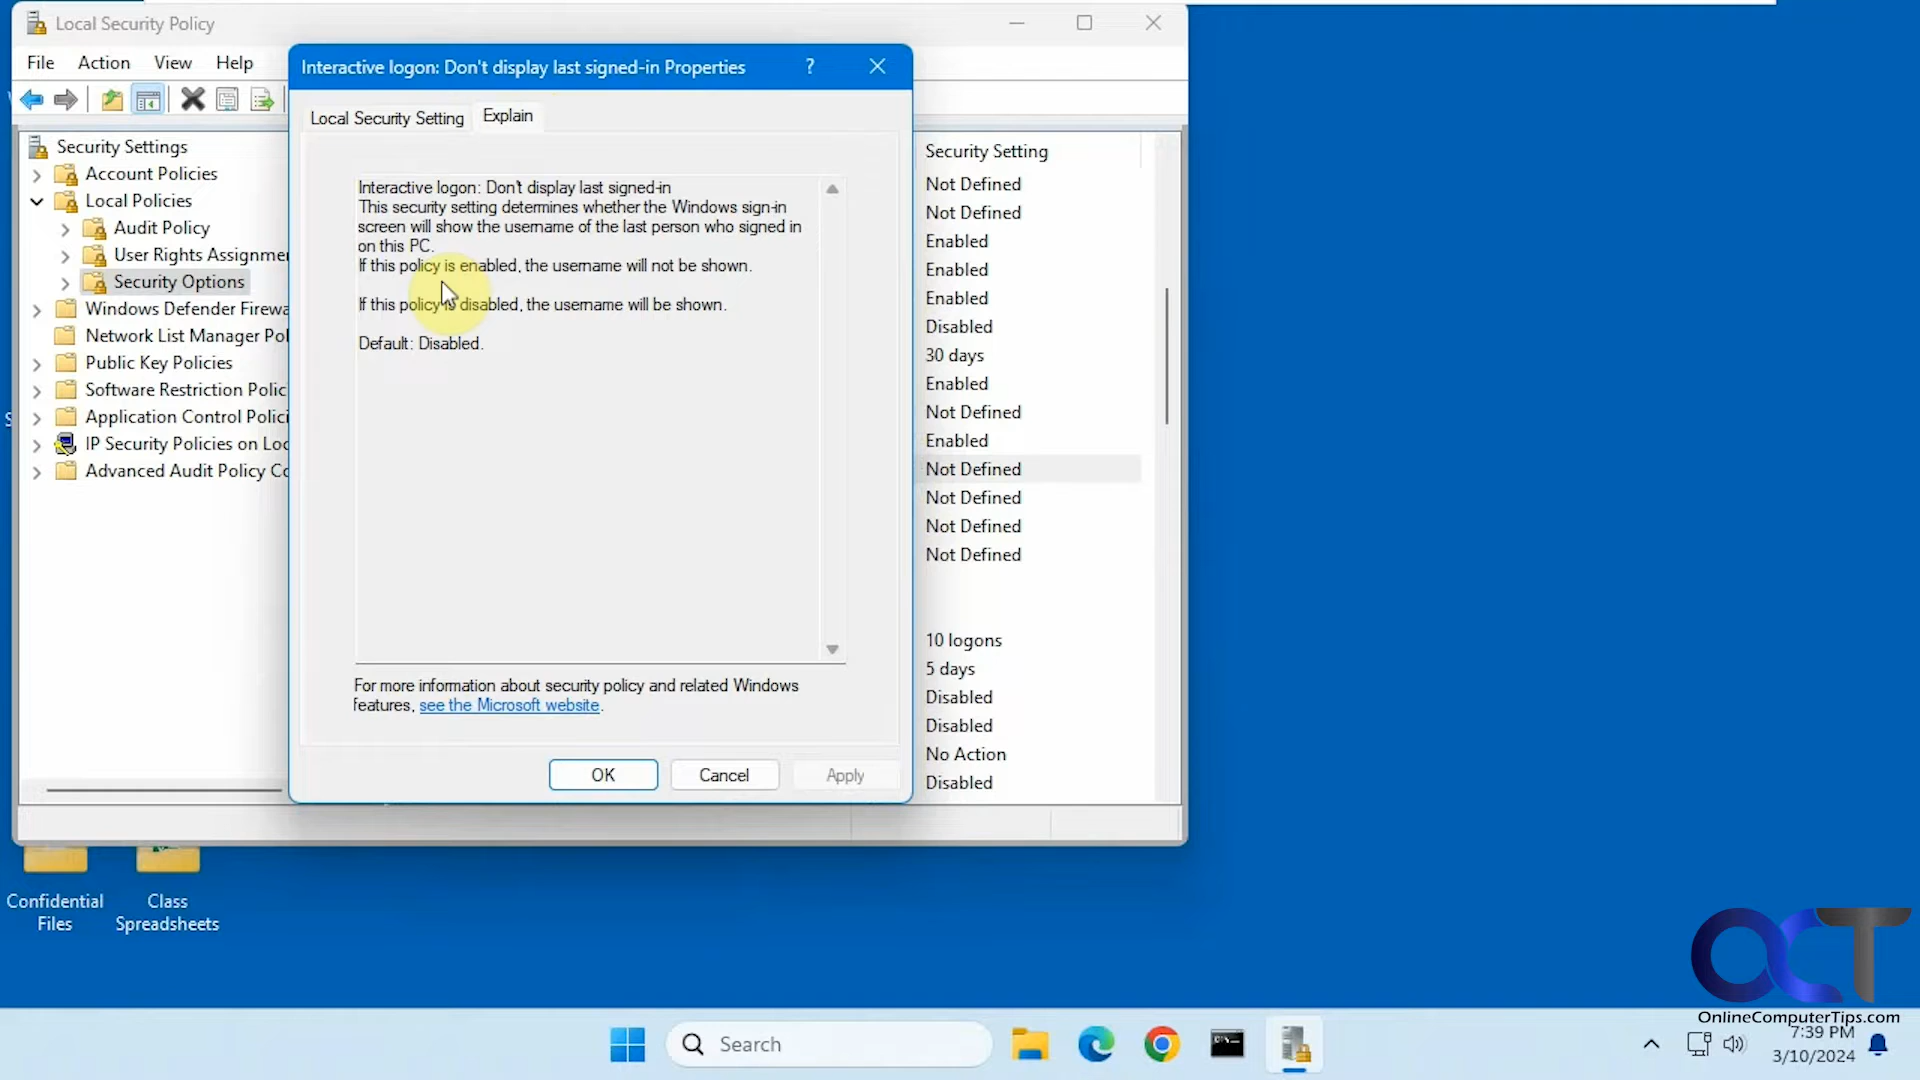 Local Security Policy
File Action View Help
Interactive logon: Don't display last signed-in Properties ?
Local Security Setting
Explain
Security Settings
Account Policies
Local Policies
Audit Policy
User Rights Assignme
Security Options
Windows Defender Firewa
Network List Manager Pol
Public Key Policies
Software Restriction Polici
Application Control Polici
IP Security Policies on Loc
Advanced Audit Policy Co
Interactive logon: Don't display last signed-in
This security setting determines whether the Windows sign-in
screen will show the username of the last person who signed in
on this PC.
If this policy is enabled, the username will not be shown.
If this policy is disabled, the username will be shown.
Default: Disabled.
For more information about security policy and related Windows
features, see the Microsoft website.
OK
Cancel
Apply
Security Setting
Not Defined
Not Defined
Enabled
Enabled
Enabled
Disabled
30 days
Enabled
Not Defined
Enabled
Not Defined
Not Defined
Not Defined
Not Defined
10 logons
5 days
Disabled
Disabled
No Action
Disabled
Confidential
Files
Class
Spreadsheets
OCT
OnlineComputerTips.com
Search
7:39 PM
3/10/2024